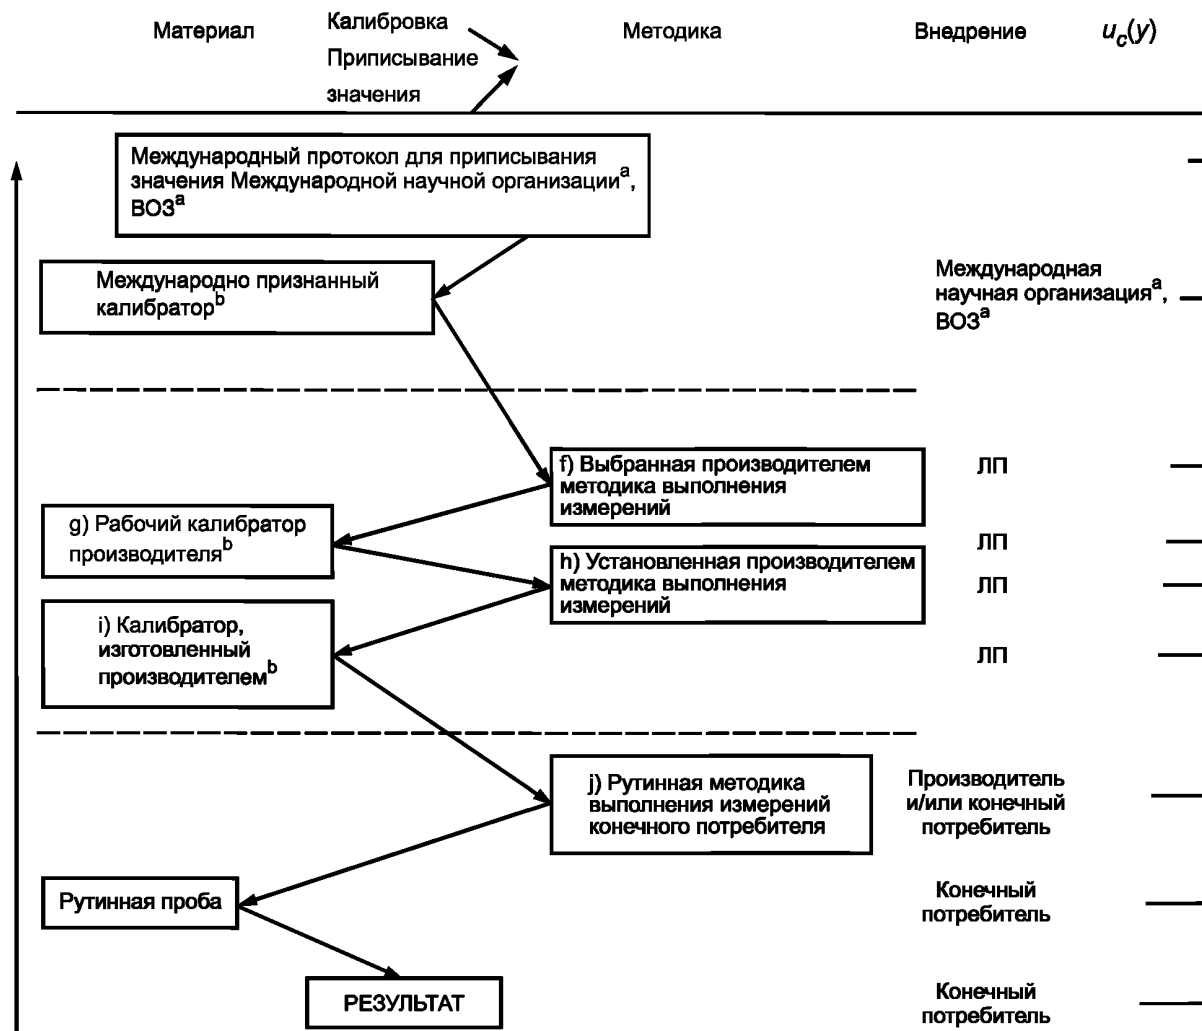 Материал
Калибровка
Приписывание
значения
Методика
Внедрение
u_c(y)
Международный протокол для приписывания
значения Международной научной организации^a,
ВОЗ^a
Международно признанный
калибратор^b
Международная
научная организация^a,
ВОЗ^a
f) Выбранная производителем
методика выполнения
измерений
ЛП
g) Рабочий калибратор
производителя^b
ЛП
h) Установленная производителем
методика выполнения
измерений
ЛП
i) Калибратор,
изготовленный
производителем^b
ЛП
j) Рутинная методика
выполнения измерений
конечного потребителя
Производитель
и/или конечный
потребитель
Рутинная проба
Конечный
потребитель
РЕЗУЛЬТАТ
Конечный
потребитель